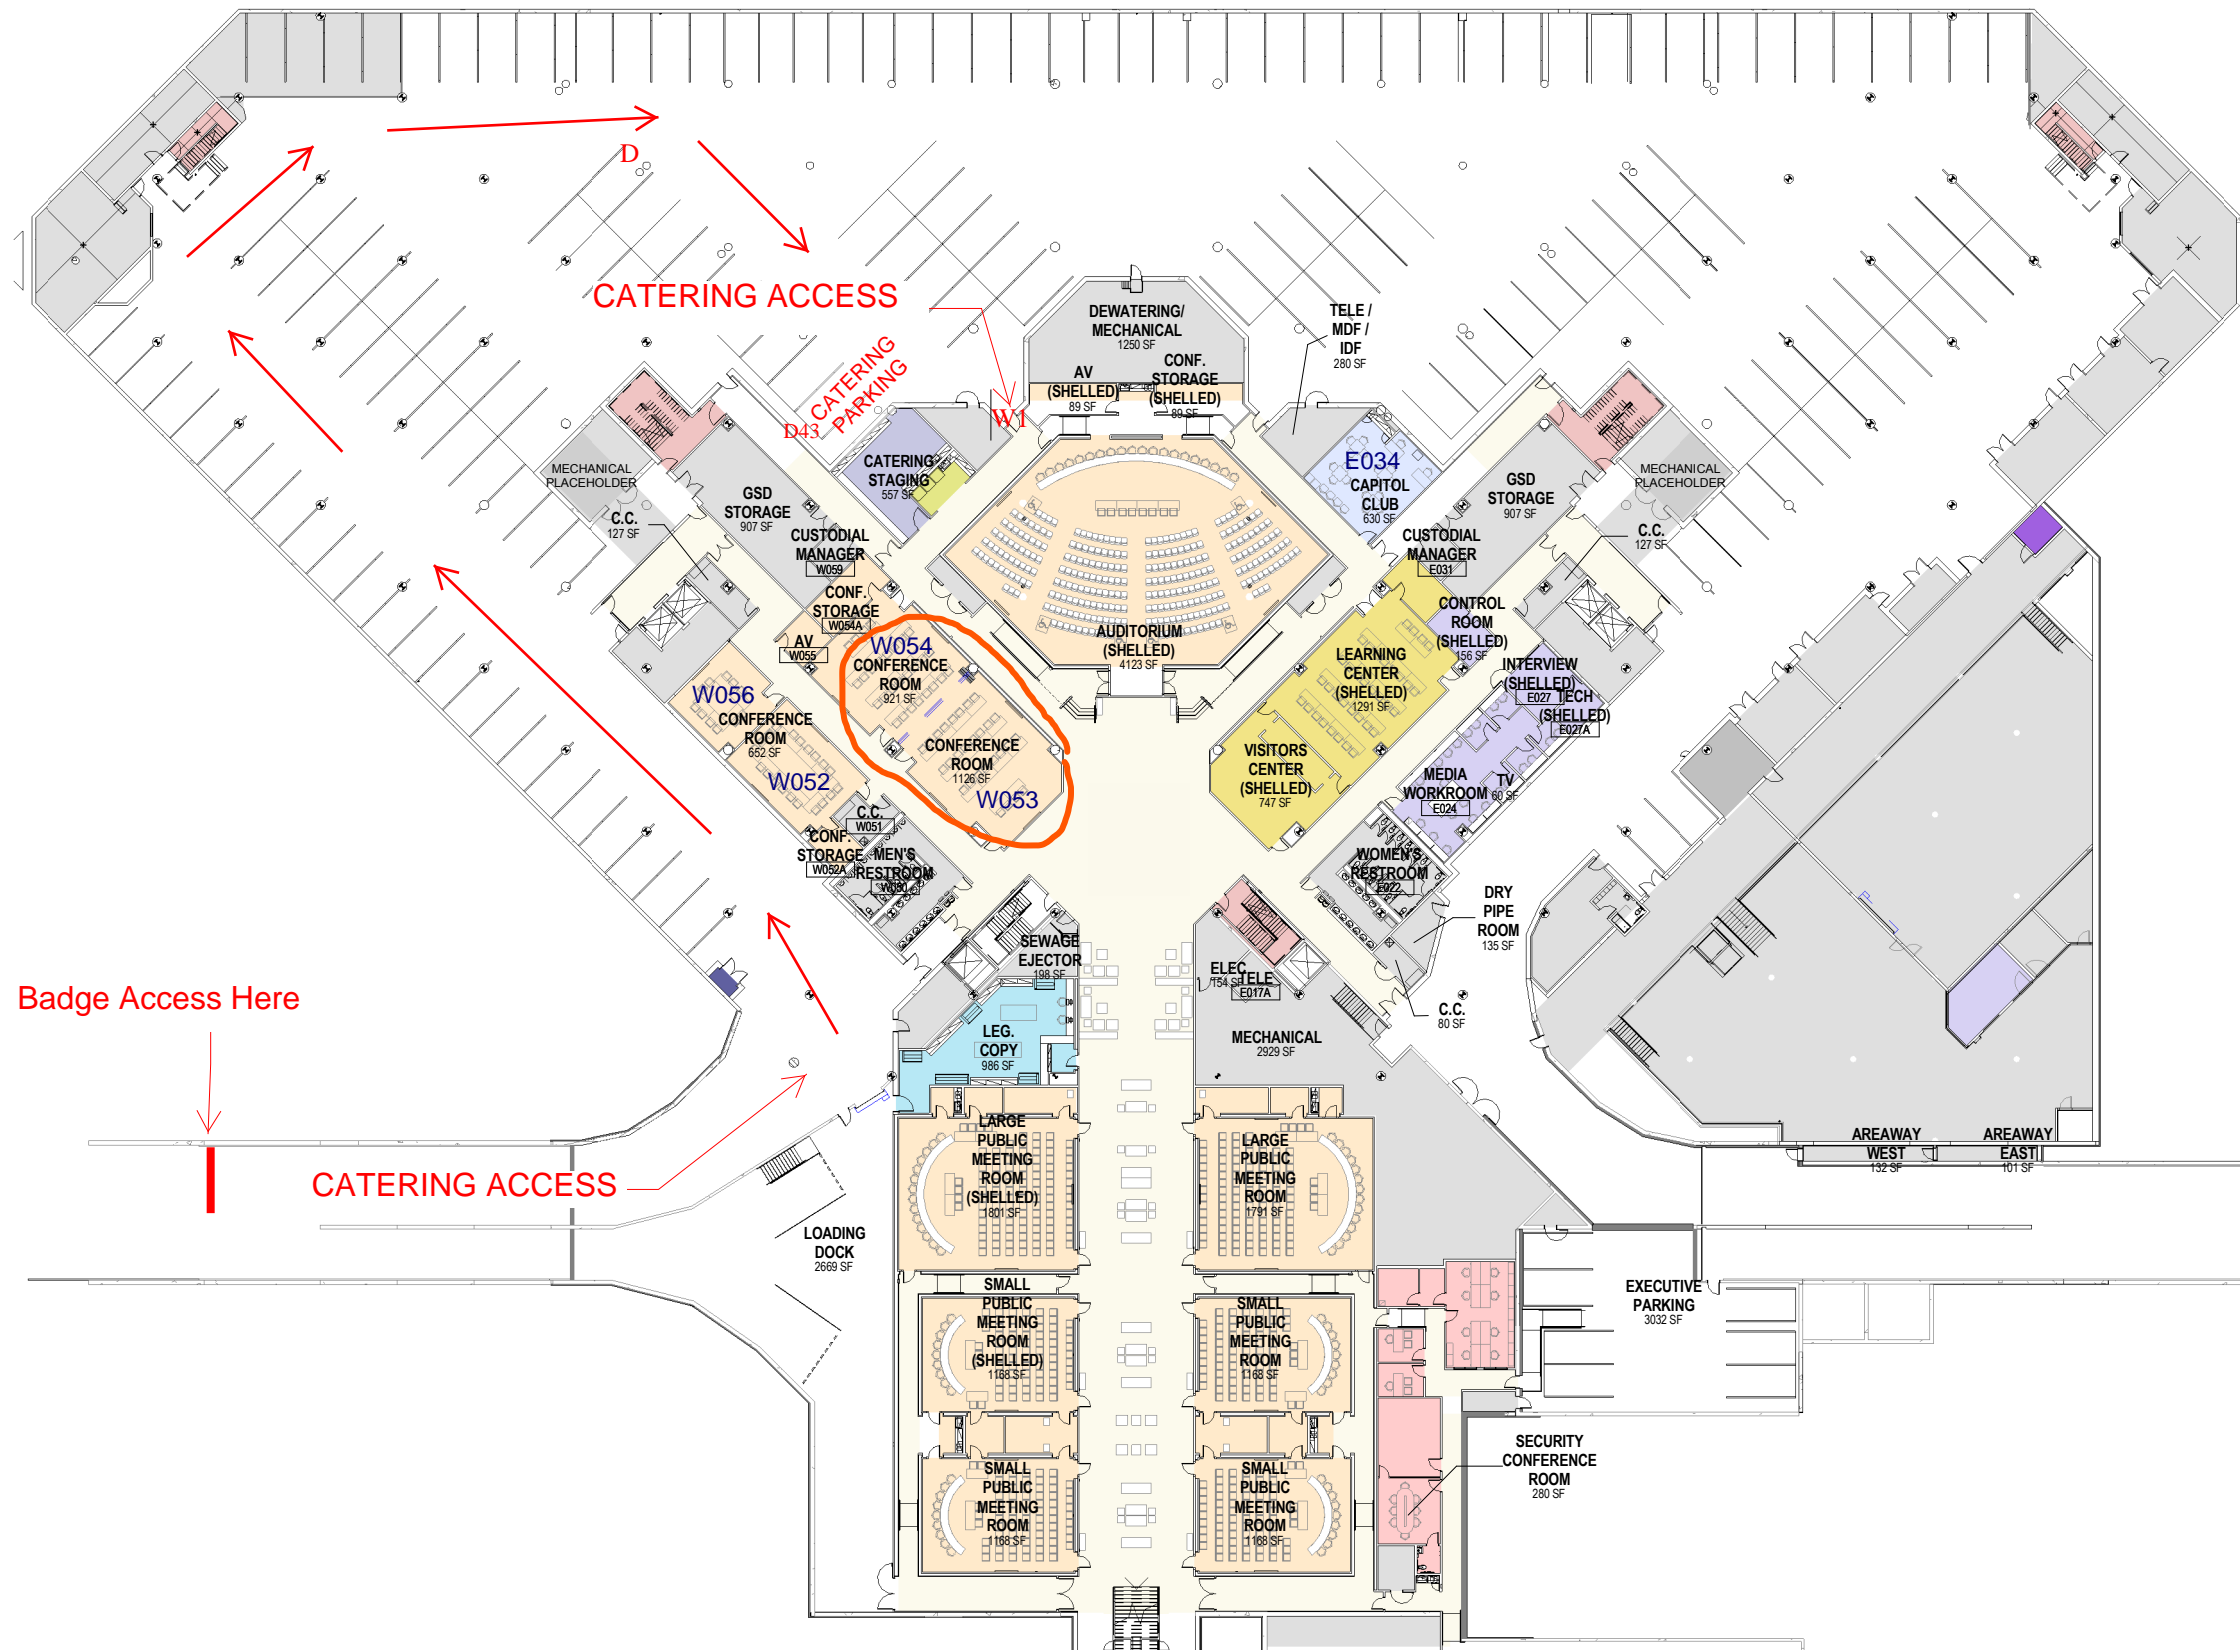 D
CATERING ACCESS
DEWATERING/
MECHANICAL
1250 SF
TELE /
MDF /
IDF
280 SF
CATERING
PARKING
D43
AV
(SHELLED)
89 SF
CONF.
STORAGE
(SHELLED)
89 SF
W1
MECHANICAL
PLACEHOLDER
CATERING
STAGING
557 SF
E034
CAPITOL
CLUB
630 SF
GSD
STORAGE
907 SF
GSD
STORAGE
907 SF
MECHANICAL
PLACEHOLDER
C.C.
127 SF
C.C.
127 SF
CUSTODIAL
MANAGER
W059
CUSTODIAL
MANAGER
E031
CONF.
STORAGE
W054A
AV
W055
W054
CONFERENCE
ROOM
921 SF
AUDITORIUM
(SHELLED)
4123 SF
CONTROL
ROOM
(SHELLED)
156 SF
LEARNING
CENTER
(SHELLED)
1291 SF
INTERVIEW
(SHELLED)
E027
TECH
(SHELLED)
E027A
W056
CONFERENCE
ROOM
652 SF
W052
CONFERENCE
ROOM
1126 SF
W053
VISITORS
CENTER
(SHELLED)
747 SF
MEDIA
WORKROOM
E024
TV
60 SF
C.C.
W051
CONF.
STORAGE
W052A
MEN'S
RESTROOM
W050
WOMEN'S
RESTROOM
E022
DRY
PIPE
ROOM
135 SF
SEWAGE
EJECTOR
198 SF
ELEC
154 SF
TELE
E017A
C.C.
80 SF
Badge Access Here
LEG.
COPY
986 SF
MECHANICAL
2929 SF
CATERING ACCESS
LARGE
PUBLIC
MEETING
ROOM
(SHELLED)
1801 SF
LARGE
PUBLIC
MEETING
ROOM
1791 SF
AREAWAY
WEST
132 SF
AREAWAY
EAST
101 SF
LOADING
DOCK
2669 SF
SMALL
PUBLIC
MEETING
ROOM
(SHELLED)
1168 SF
SMALL
PUBLIC
MEETING
ROOM
1168 SF
EXECUTIVE
PARKING
3032 SF
SMALL
PUBLIC
MEETING
ROOM
1168 SF
SMALL
PUBLIC
MEETING
ROOM
1168 SF
SECURITY
CONFERENCE
ROOM
280 SF